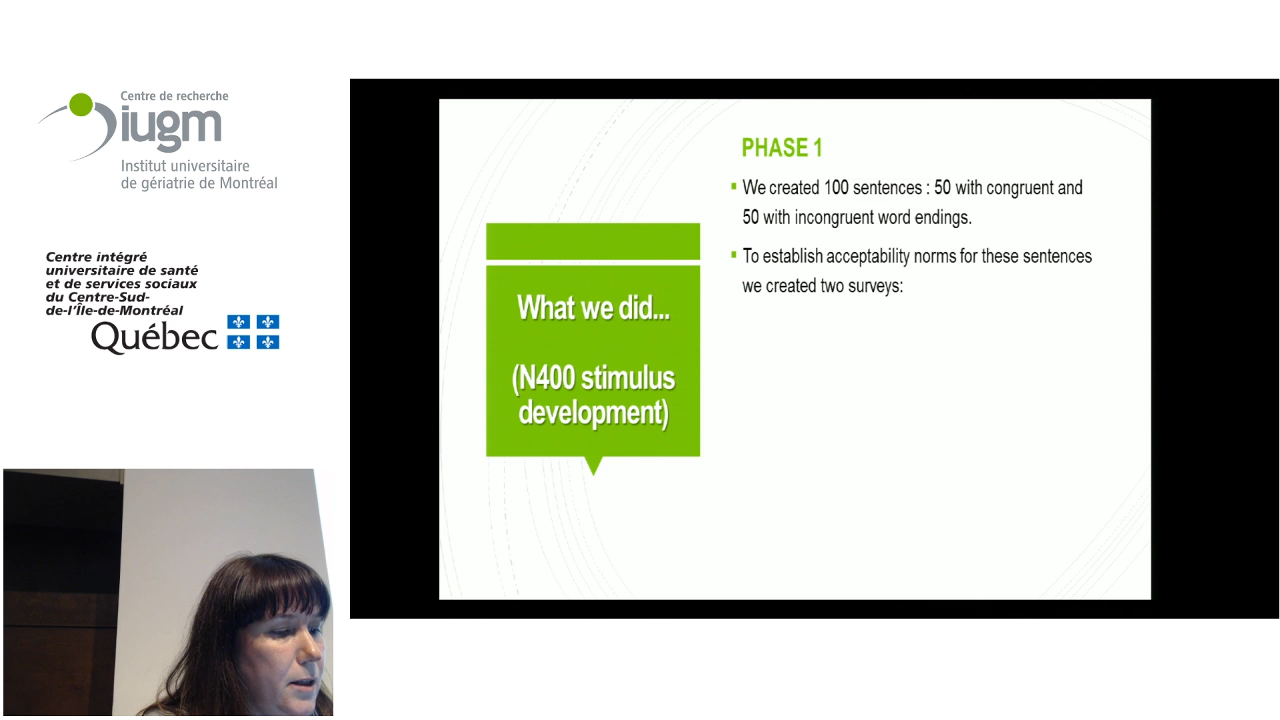 Centre de recherche
iugm
Institut universitaire
de gériatrie de Montréal
Centre intégré
universitaire de santé
et de services sociaux
du Centre-Sud-
de-l'Île-de-Montréal
Québec
What we did...
(N400 stimulus
development)
PHASE 1
▪ We created 100 sentences : 50 with congruent and
50 with incongruent word endings.
▪ To establish acceptability norms for these sentences
we created two surveys: